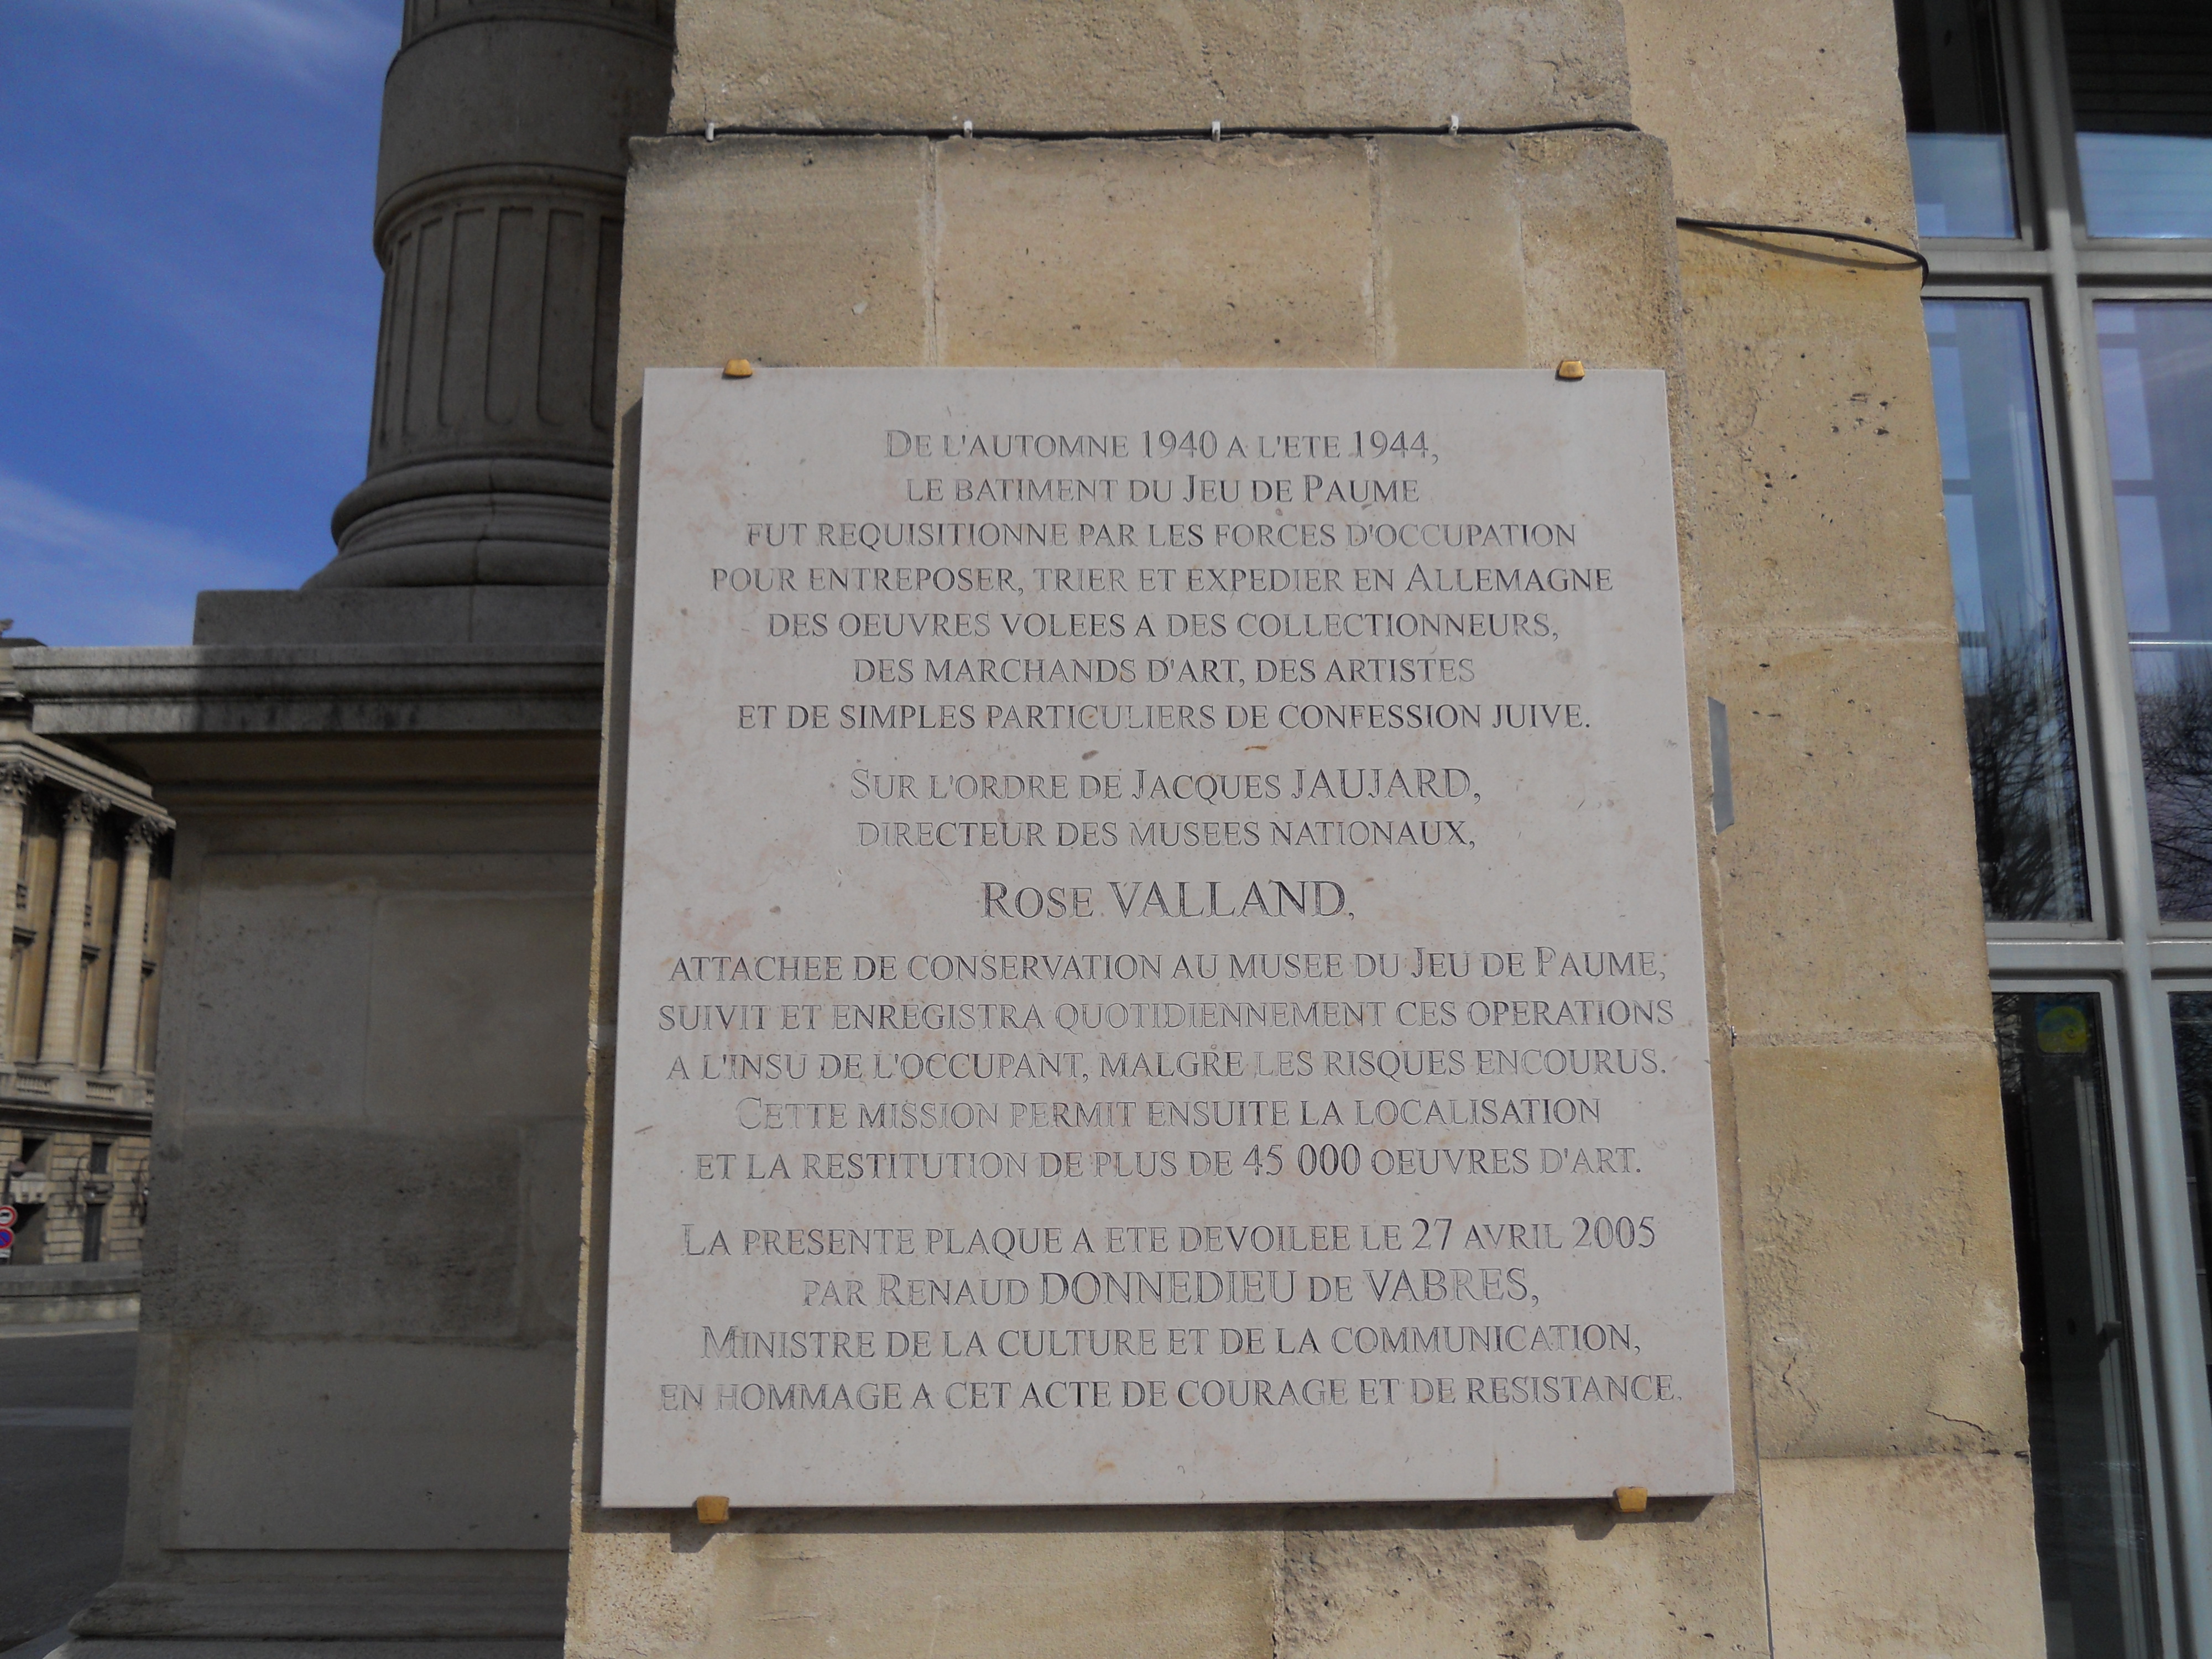 DE L'AUTOMNE 1940 A L'ETE 1944,
LE BATIMENT DU JEU DE PAUME
FUT REQUISITIONNE PAR LES FORCES D'OCCUPATION
POUR ENTREPOSER, TRIER ET EXPEDIER EN ALLEMAGNE
DES OEUVRES VOLEES A DES COLLECTIONNEURS,
DES MARCHANDS D'ART, DES ARTISTES
ET DE SIMPLES PARTICULIERS DE CONFESSION JUIVE.
SUR L'ORDRE DE JACQUES JAUJARD,
DIRECTEUR DES MUSEES NATIONAUX,
ROSE VALLAND,
ATTACHEE DE CONSERVATION AU MUSEE DU JEU DE PAUME,
SUIVIT ET ENREGISTRA QUOTIDIENNEMENT CES OPERATIONS
A L'INSU DE L'OCCUPANT, MALGRE LES RISQUES ENCOURUS.
CETTE MISSION PERMIT ENSUITE LA LOCALISATION
ET LA RESTITUTION DE PLUS DE 45 000 OEUVRES D'ART.
LA PRESENTE PLAQUE A ETE DEVOILEE LE 27 AVRIL 2005
PAR RENAUD DONNEDIEU DE VABRES,
MINISTRE DE LA CULTURE ET DE LA COMMUNICATION,
EN HOMMAGE A CET ACTE DE COURAGE ET DE RESISTANCE.